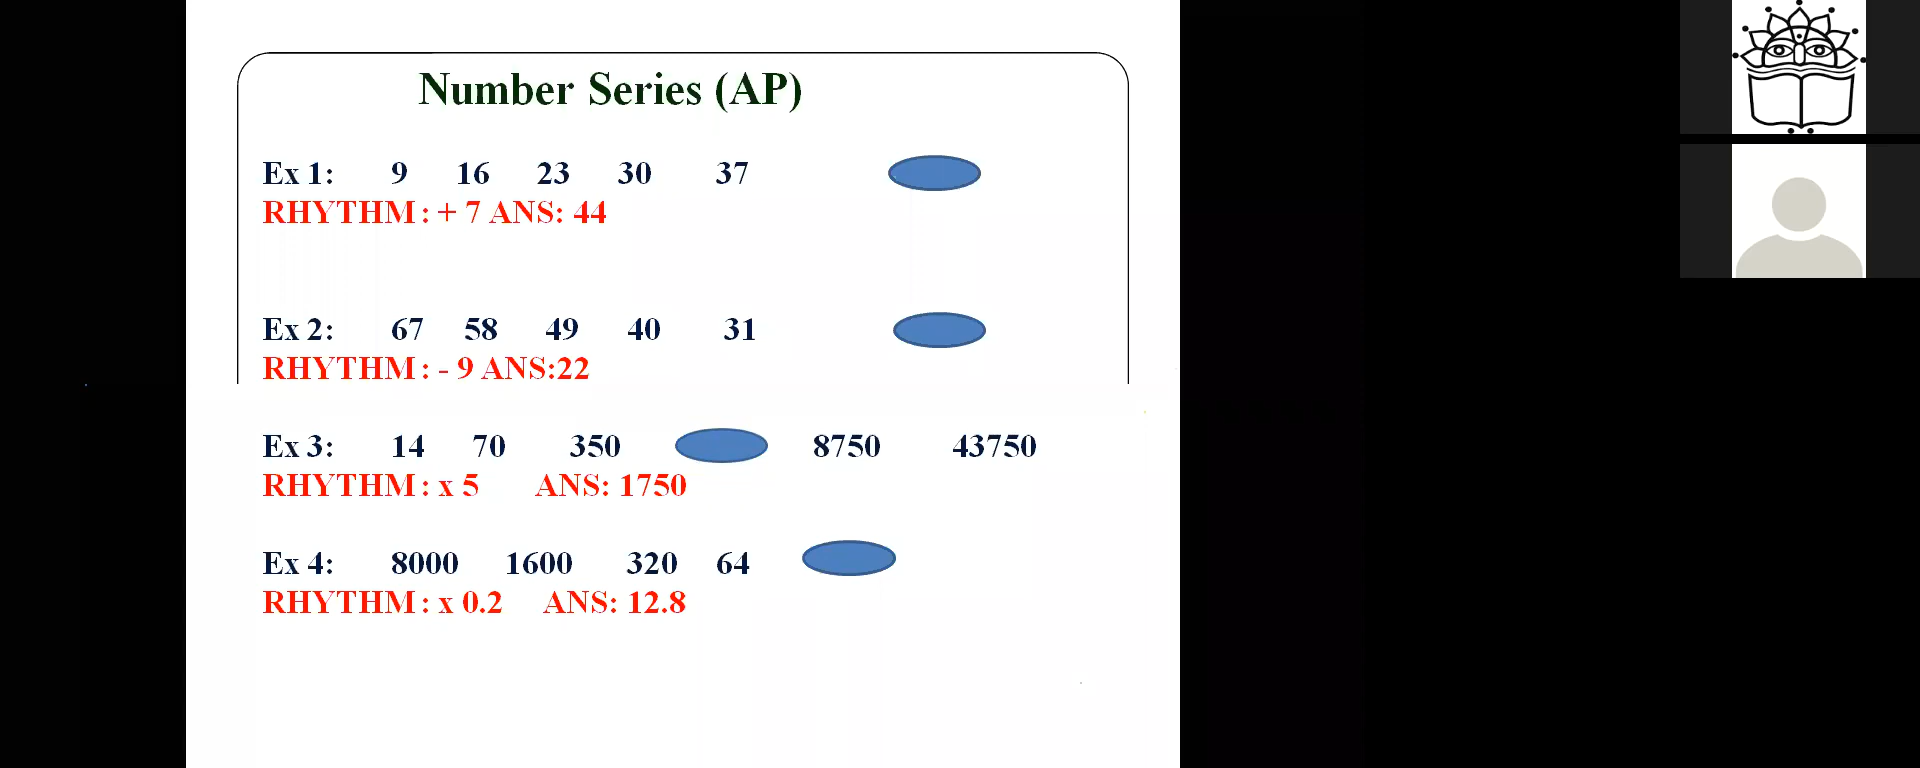 Number Series (AP)
Ex 1: 9 16 23 30 37
RHYTHM : + 7 ANS: 44
Ex 2: 67 58 49 40 31
RHYTHM : - 9 ANS:22
Ex 3: 14 70 350 8750 43750
RHYTHM : x 5 ANS: 1750
Ex 4: 8000 1600 320 64
RHYTHM : x 0.2 ANS: 12.8